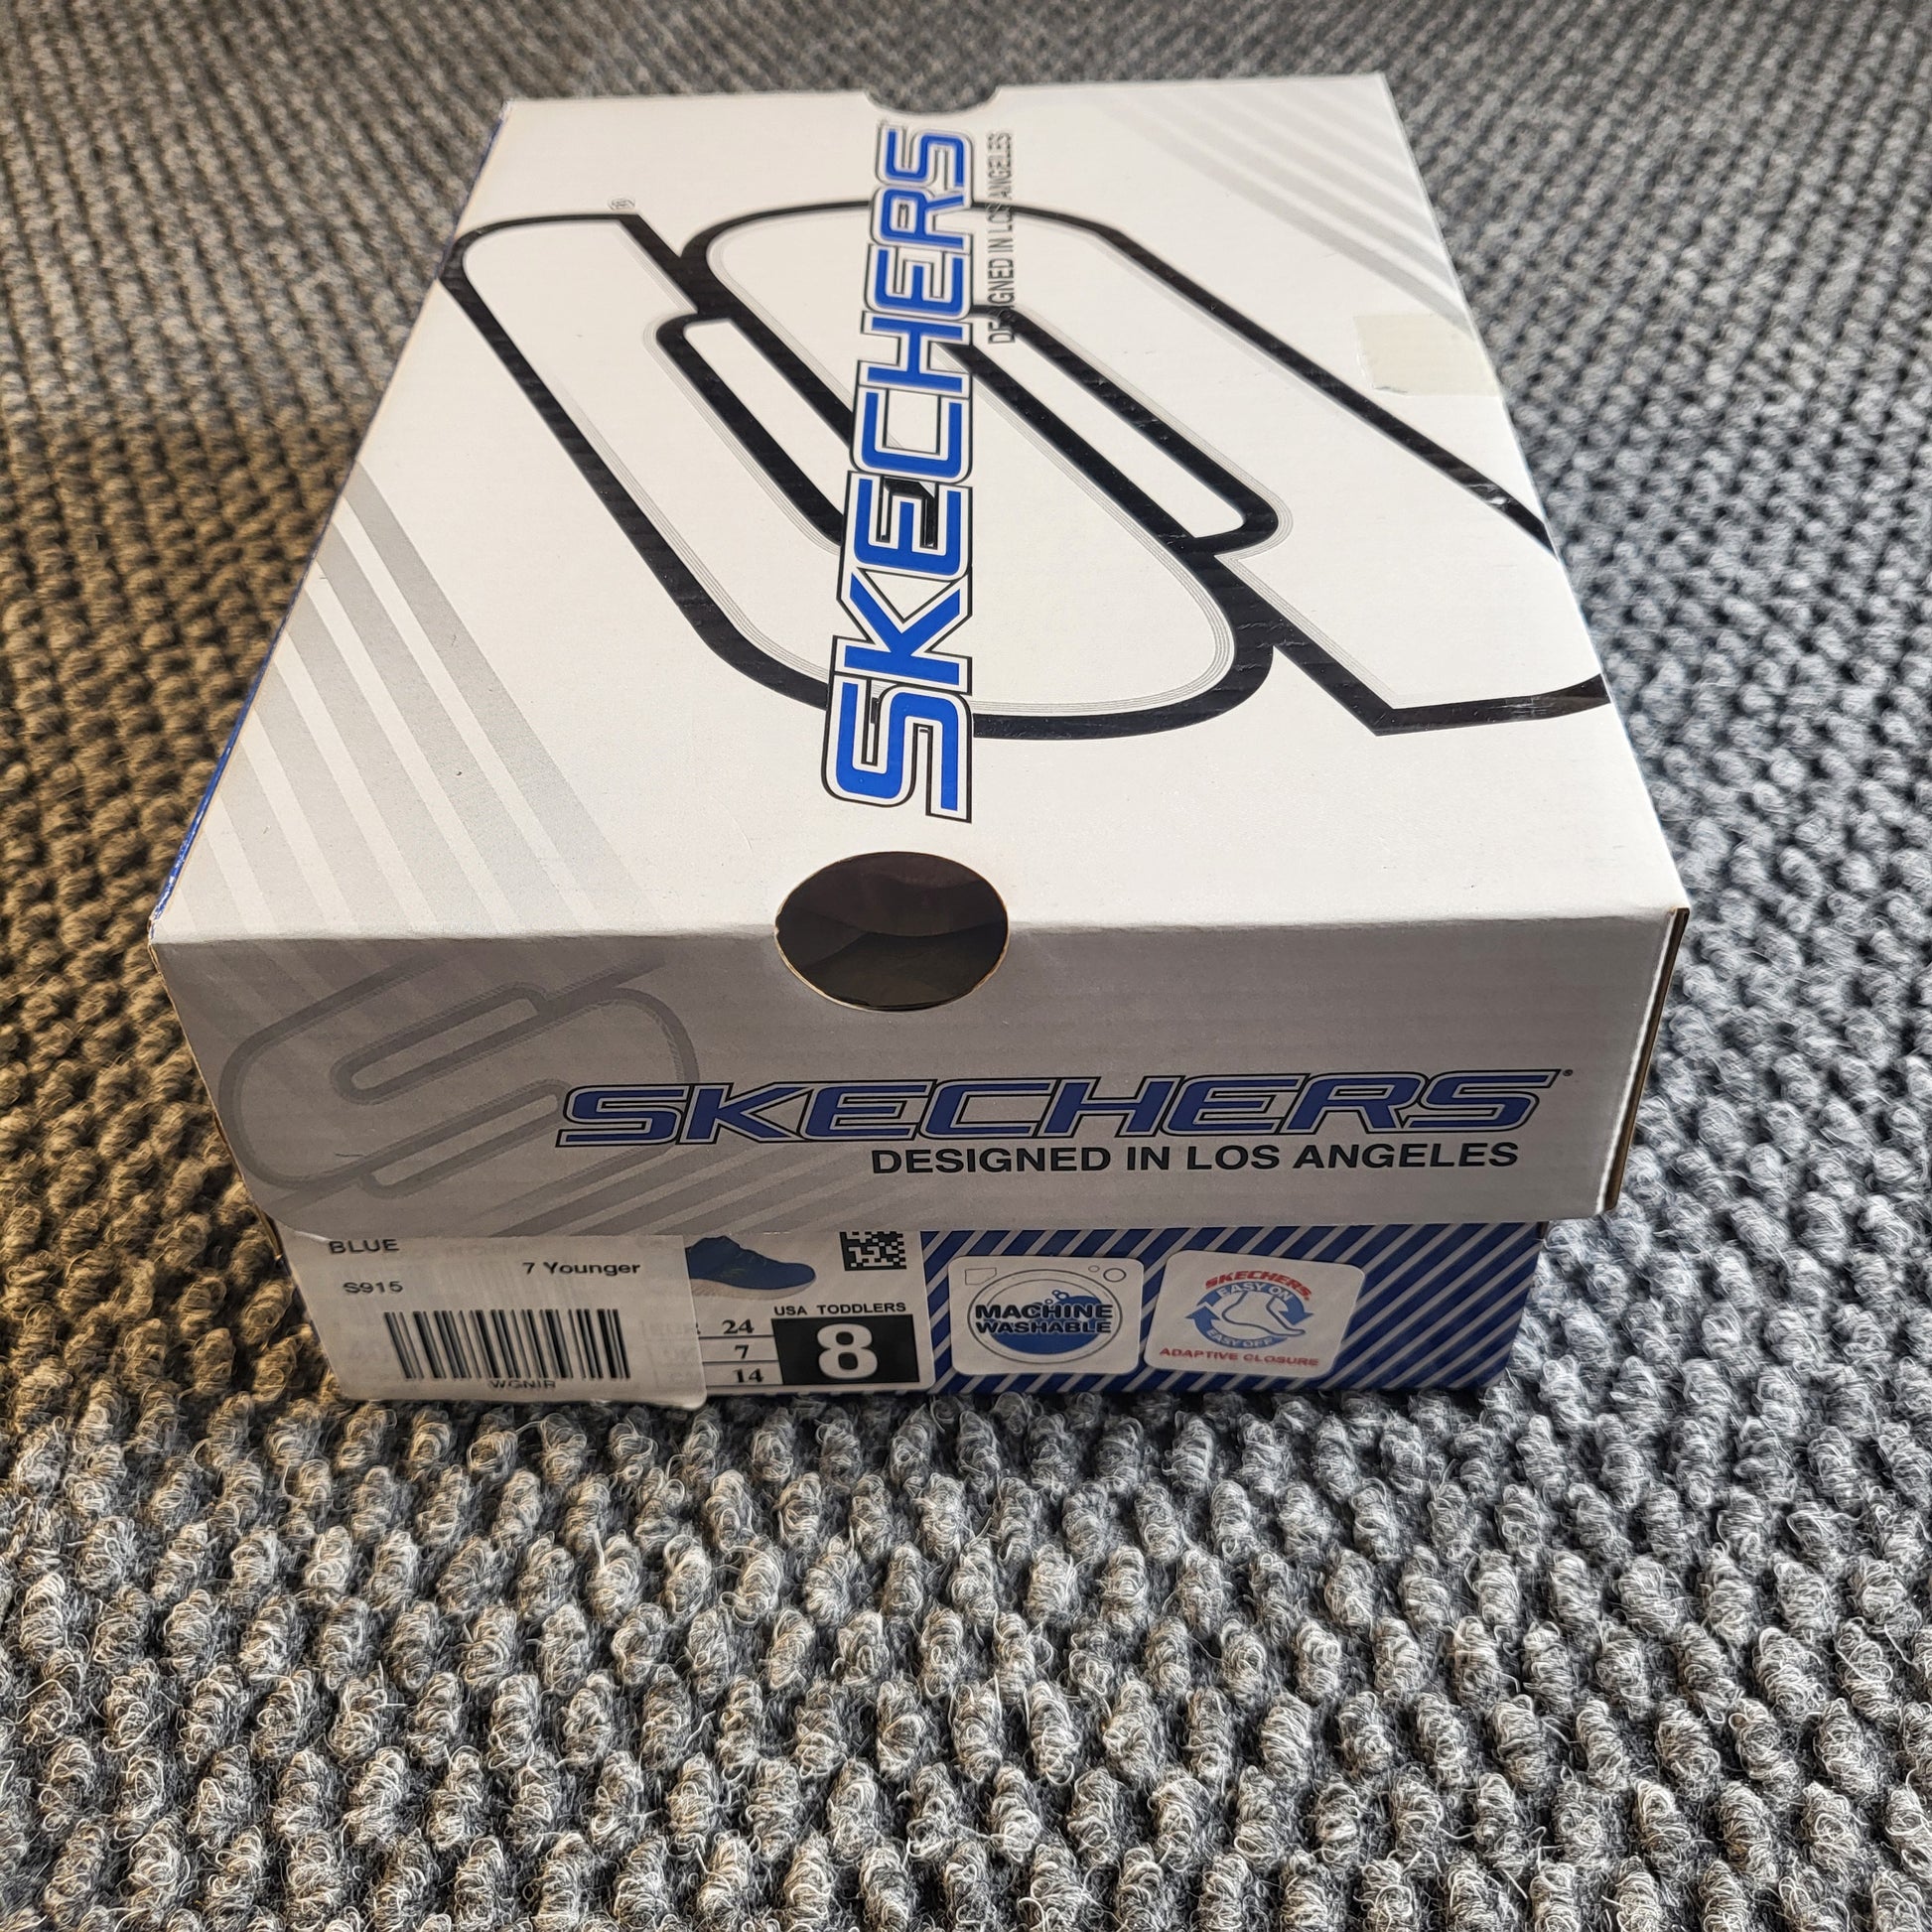 SKECHERS
DESIGNED IN LOS ANGELES
SKECHERS
DESIGNED IN LOS ANGELES
BLUE
7 Younger
S915
WGNIR
USA TODDLERS
24
7
14
8
MACHINE
WASHABLE
SKECHERS
EASY ON
EASY OFF
ADAPTIVE CLOSURE